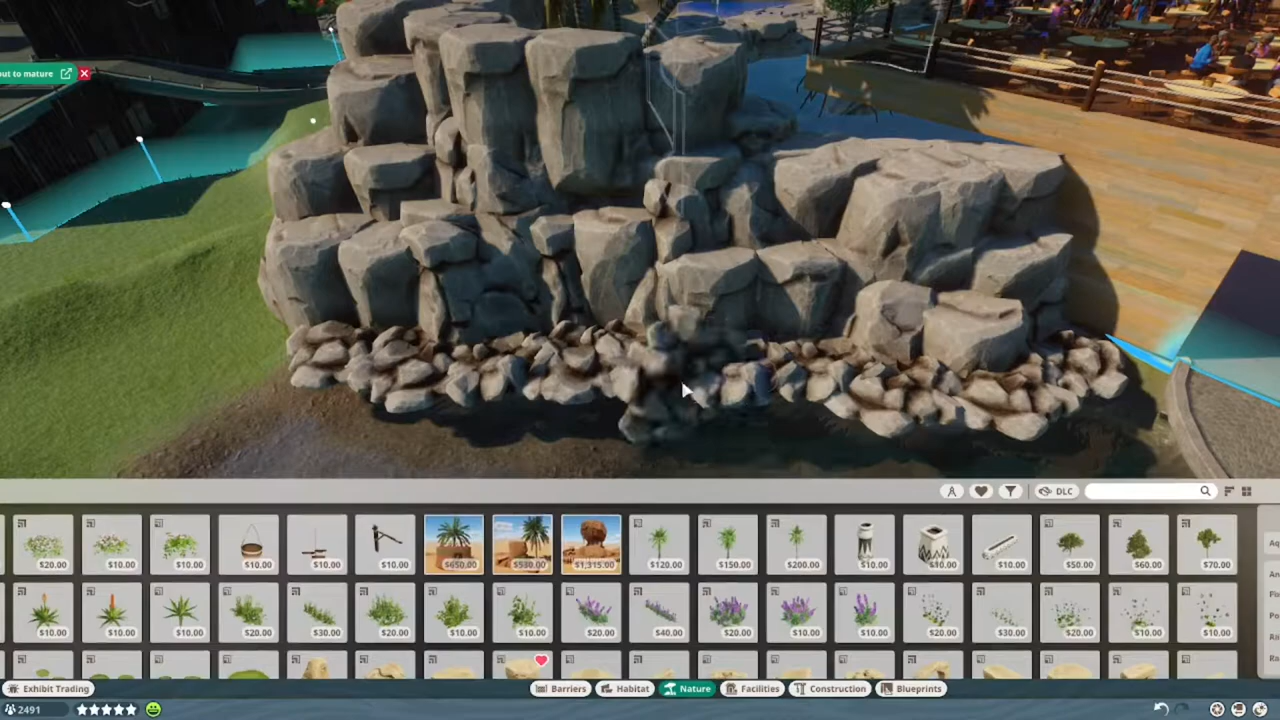 out to mature
DLC
$20.00 $10.00 $10.00 $10.00 $10.00 $10.00 $650.00 $530.00 $1,315.00 $120.00 $150.00 $200.00 $10.00 $10.00 $10.00 $50.00 $60.00 $70.00
$10.00 $10.00 $10.00 $20.00 $30.00 $20.00 $10.00 $10.00 $20.00 $40.00 $20.00 $10.00 $10.00 $20.00 $30.00 $20.00 $10.00 $10.00
Exhibit Trading Barriers Habitat Nature Facilities Construction Blueprints
2491